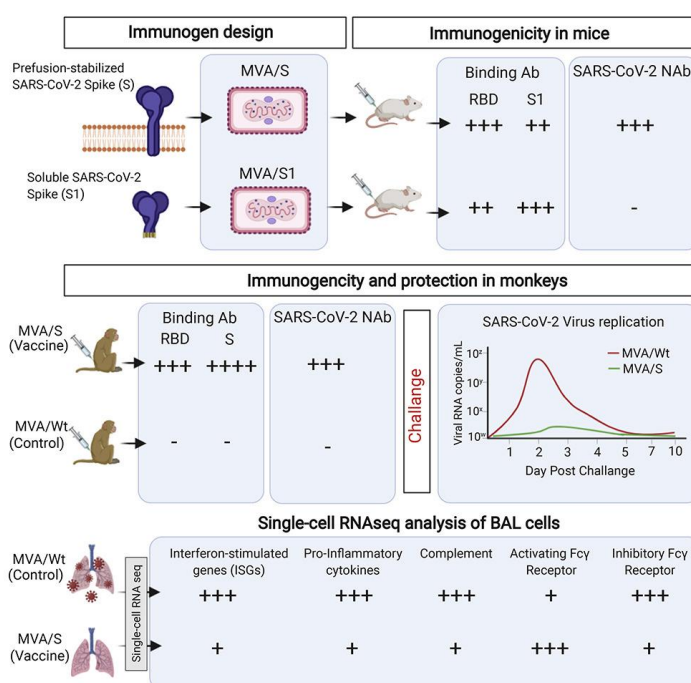 Immunogen design
Immunogenicity in mice
Prefusion-stabilized
SARS-CoV-2 Spike (S)
MVA/S
Binding Ab
SARS-CoV-2 NAb
RBD
S1
+++
++
+++
Soluble SARS-CoV-2
Spike (S1)
MVA/S1
++
+++
-
Immunogencity and protection in monkeys
MVA/S
(Vaccine)
Binding Ab
RBD
S
SARS-CoV-2 NAb
+++
++++
+++
MVA/Wt
(Control)
-
-
-
Challange
SARS-CoV-2 Virus replication
Viral RNA copies/mL
10ᶻ
10ʸ
10ˣ
10ʷ
MVA/Wt
MVA/S
1 2 3 4 5 7 10
Day Post Challange
Single-cell RNAseq analysis of BAL cells
MVA/Wt
(Control)
MVA/S
(Vaccine)
Single-cell RNA seq
Interferon-stimulated
genes (ISGs)
Pro-Inflammatory
cytokines
Complement
Activating Fcγ
Receptor
Inhibitory Fcγ
Receptor
+++
+++
+++
+
+++
+
+
+
+++
+